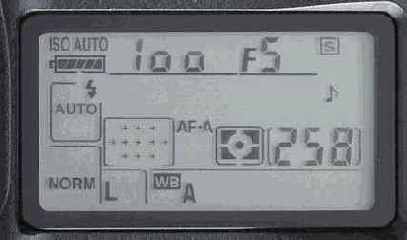 ISO AUTO
100 F5 S
AUTO
AF-A
[258]
NORM L WB A